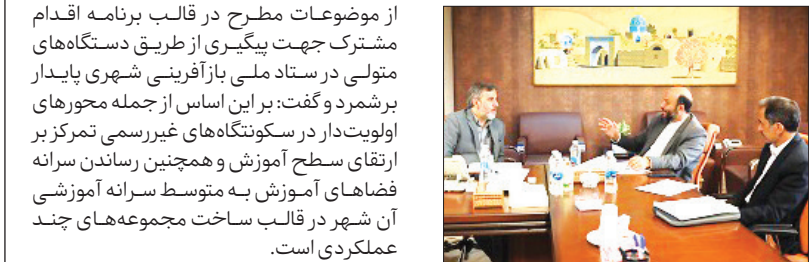 از موضوعات مطرح در قالب برنامه اقدام
مشترک جهت پیگیری از طریق دستگاه‌های
متولی در ستاد ملی بازآفرینی شهری پایدار
برشمرد و گفت: بر این اساس از جمله محورهای
اولویت‌دار در سکونتگاه‌های غیررسمی تمرکز بر
ارتقای سطح آموزش و همچنین رساندن سرانه
فضاهای آموزش به متوسط سرانه آموزشی
آن شهر در قالب ساخت مجموعه‌های چند
عملکردی است.